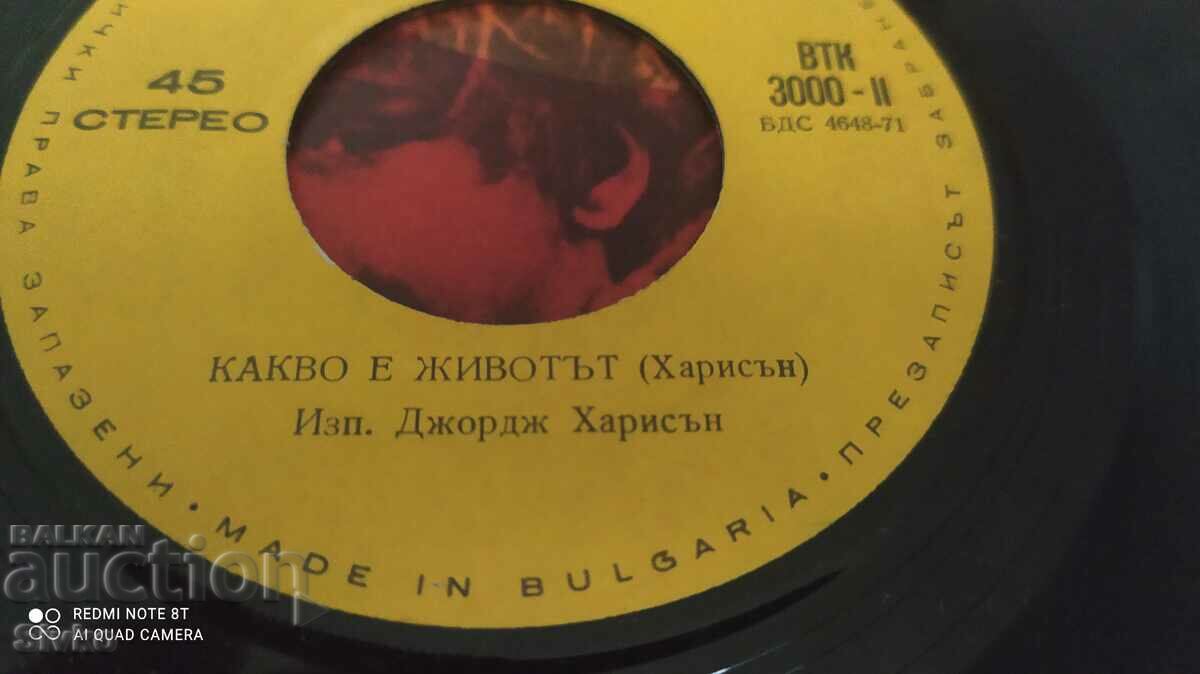 45
СТЕРЕО
ВТК
3000 - II
БДС 4648-71
КАКВО Е ЖИВОТЪТ (Харисън)
Изп. Джордж Харисън
ПРАВА ЗАПАЗЕНИ · MADE IN BULGARIA · ПРЕЗАПИСЪТ
BALKAN
auction
REDMI NOTE 8T
AI QUAD CAMERA